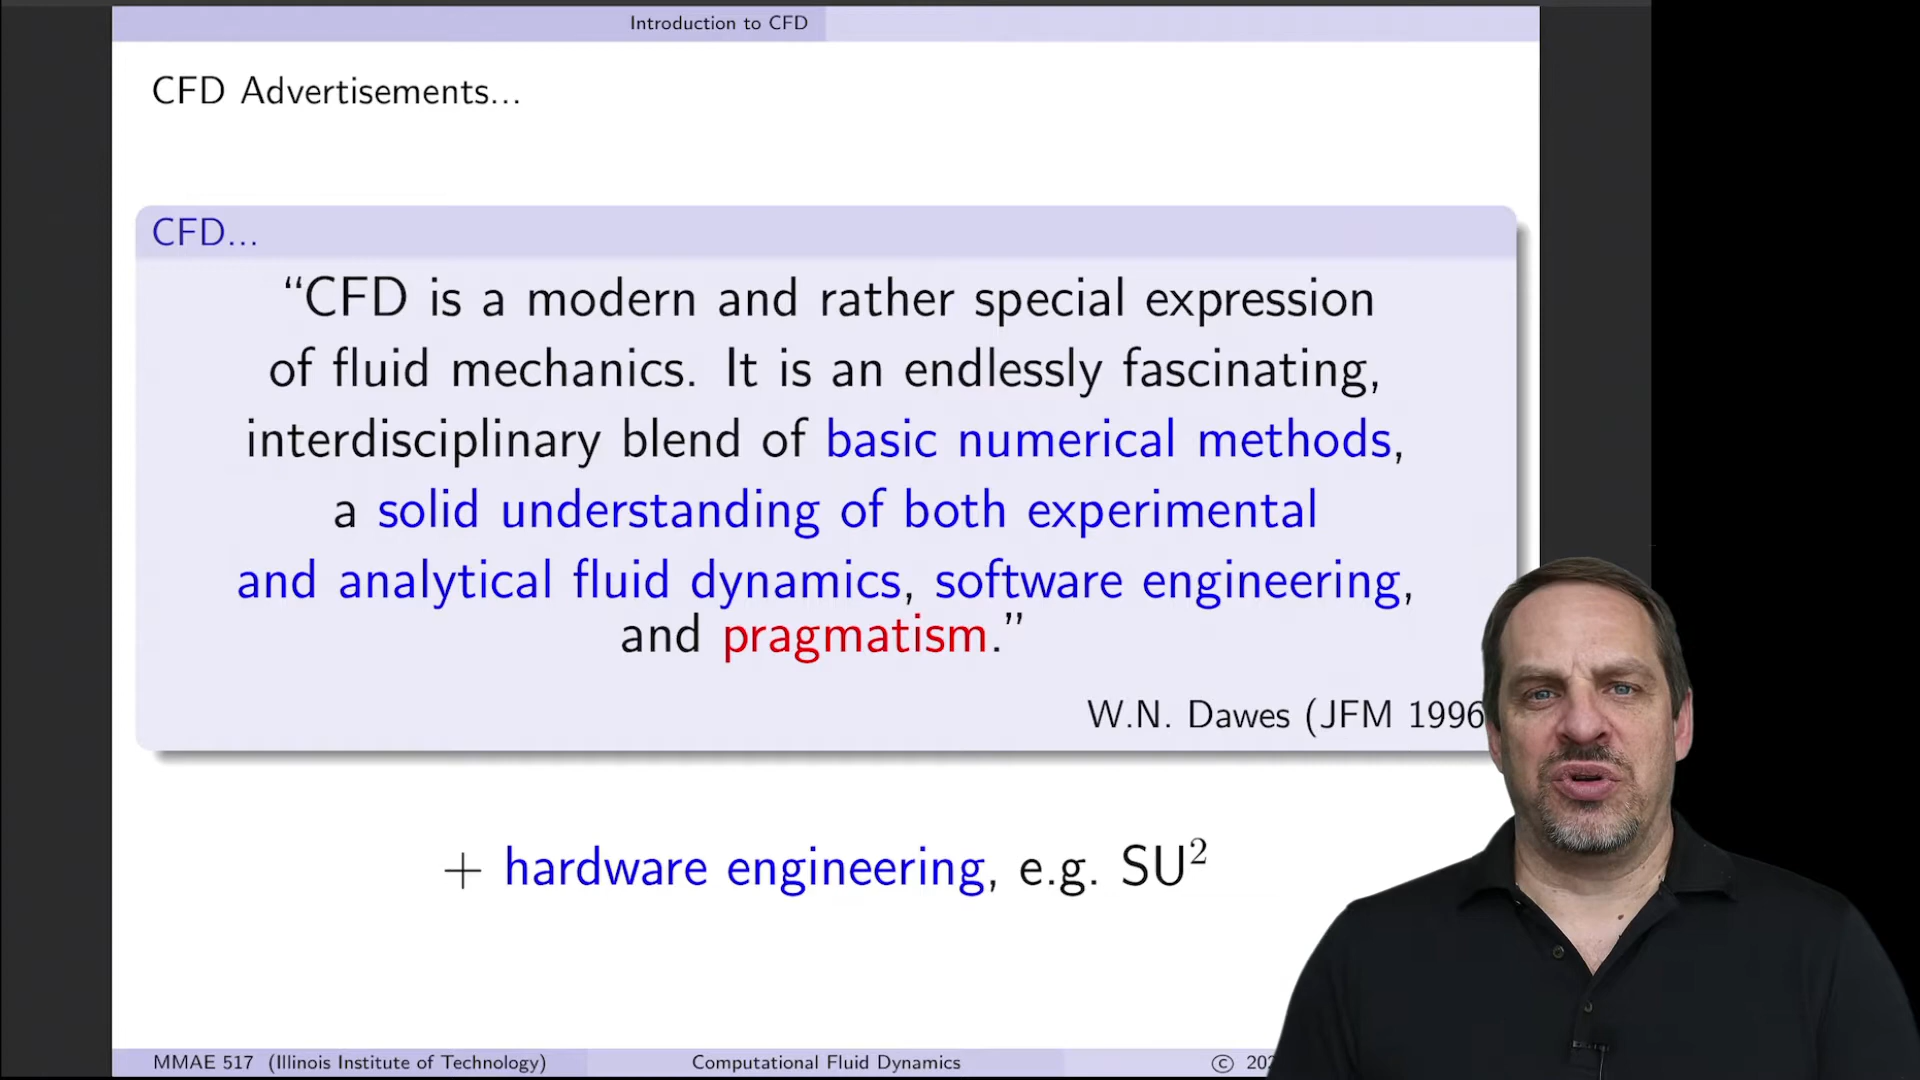 Introduction to CFD
CFD Advertisements...
CFD...
“CFD is a modern and rather special expression
of fluid mechanics. It is an endlessly fascinating,
interdisciplinary blend of basic numerical methods,
a solid understanding of both experimental
and analytical fluid dynamics, software engineering,
and pragmatism.”
W.N. Dawes (JFM 1996
+ hardware engineering, e.g. SU²
MMAE 517 (Illinois Institute of Technology)
Computational Fluid Dynamics
©